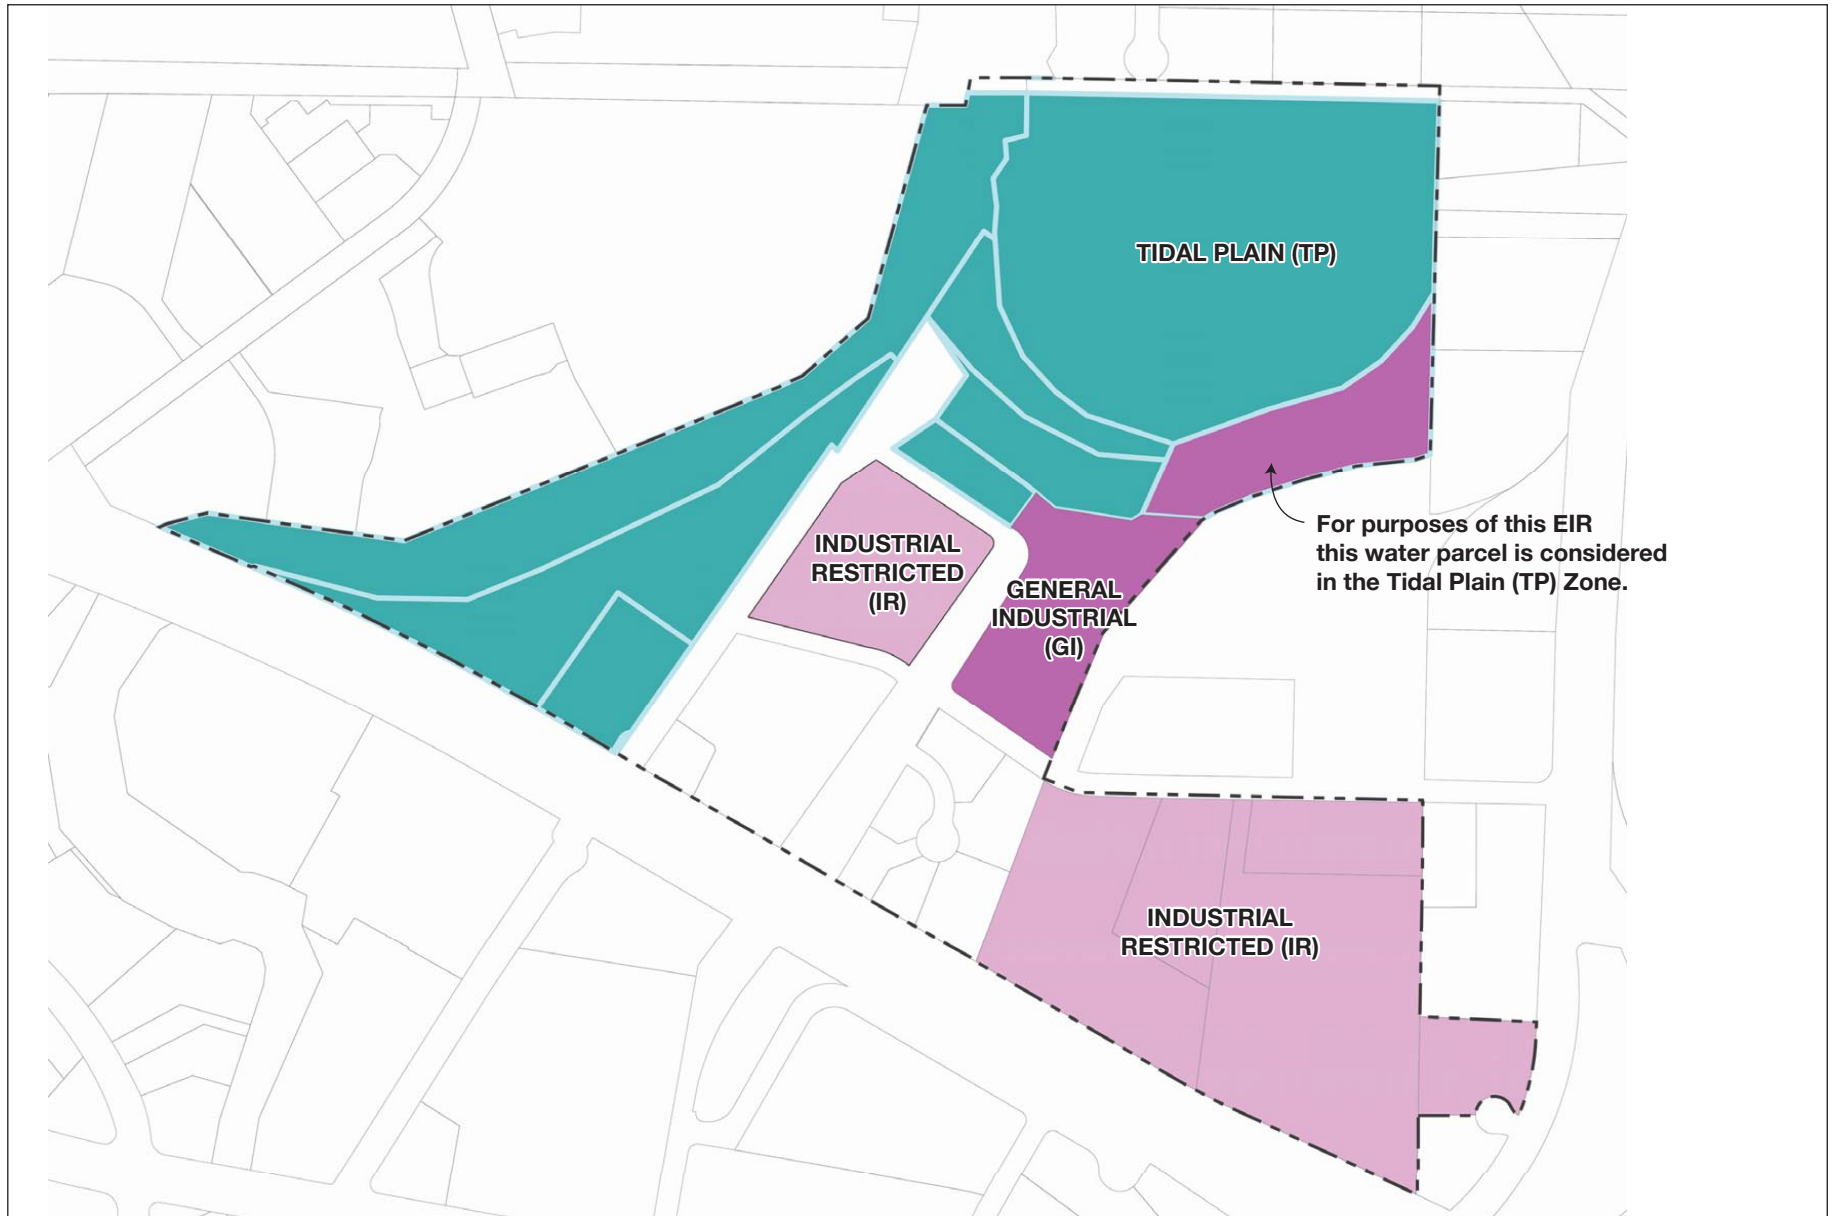 TIDAL PLAIN (TP)
For purposes of this EIR
this water parcel is considered
in the Tidal Plain (TP) Zone.
INDUSTRIAL
RESTRICTED
(IR)
GENERAL
INDUSTRIAL
(GI)
INDUSTRIAL
RESTRICTED (IR)